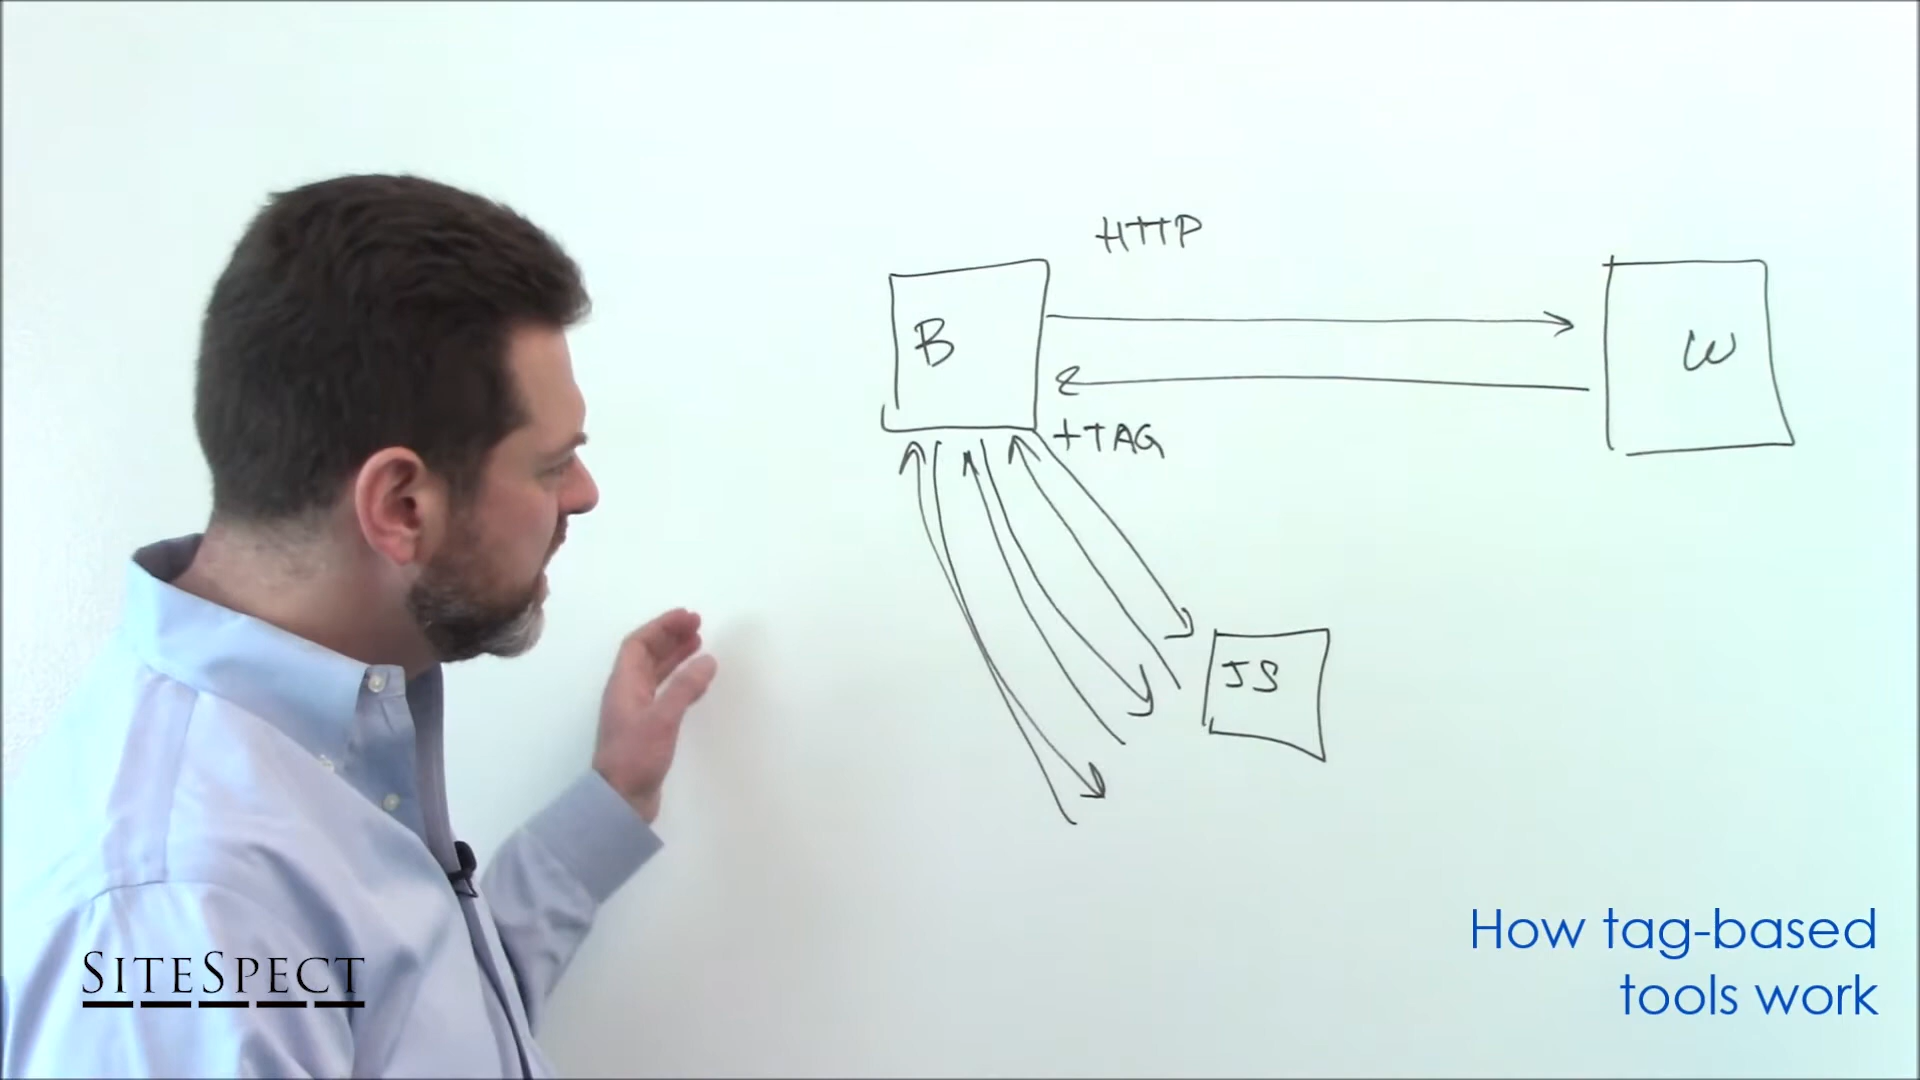 HTTP
B
W
+TAG
JS
SITESPECT
How tag-based
tools work